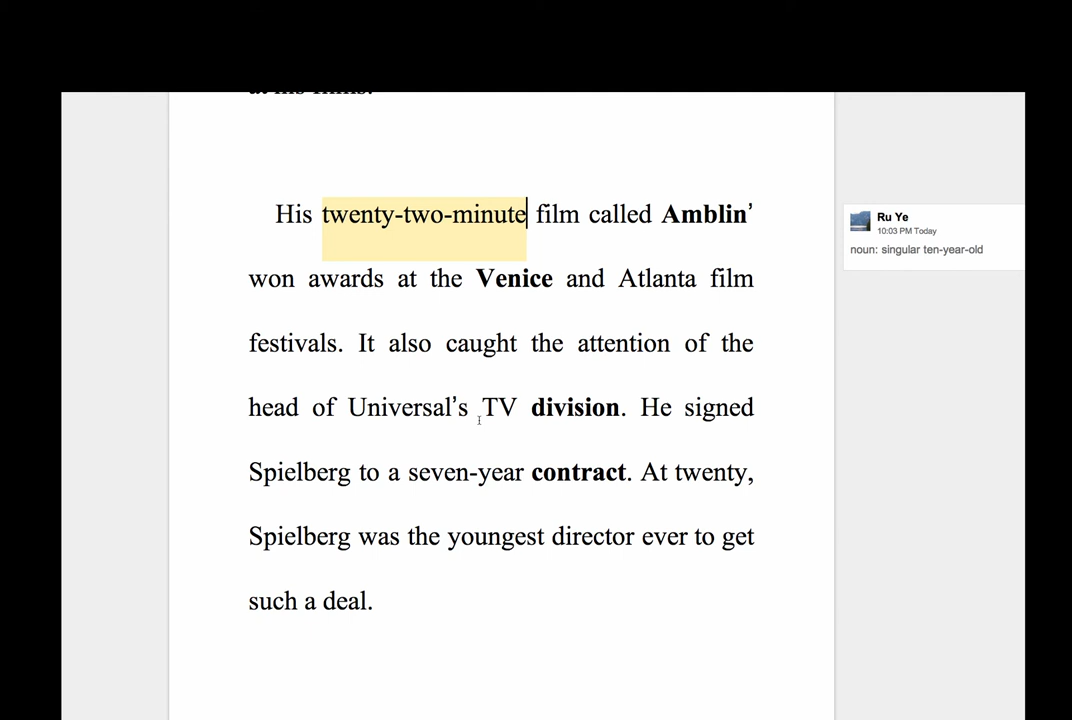 at his films.
His twenty-two-minute film called Amblin’
won awards at the Venice and Atlanta film
festivals. It also caught the attention of the
head of Universal’s TV division. He signed
Spielberg to a seven-year contract. At twenty,
Spielberg was the youngest director ever to get
such a deal.
Ru Ye
10:03 PM Today
noun: singular ten-year-old